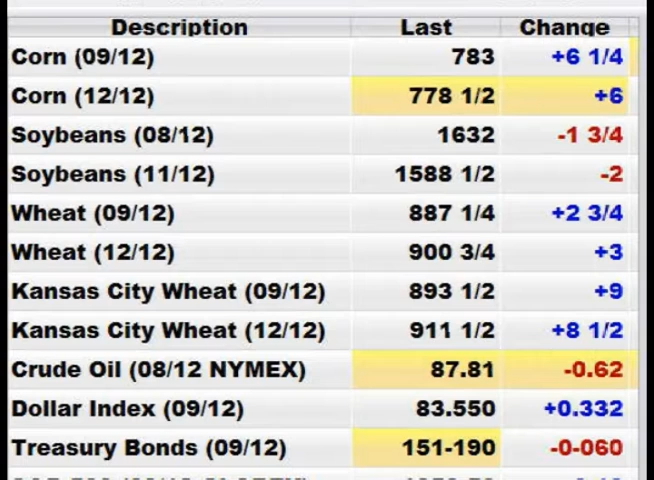 Description Last Change
Corn (09/12) 783 +6 1/4
Corn (12/12) 778 1/2 +6
Soybeans (08/12) 1632 -1 3/4
Soybeans (11/12) 1588 1/2 -2
Wheat (09/12) 887 1/4 +2 3/4
Wheat (12/12) 900 3/4 +3
Kansas City Wheat (09/12) 893 1/2 +9
Kansas City Wheat (12/12) 911 1/2 +8 1/2
Crude Oil (08/12 NYMEX) 87.81 -0.62
Dollar Index (09/12) 83.550 +0.332
Treasury Bonds (09/12) 151-190 -0-060